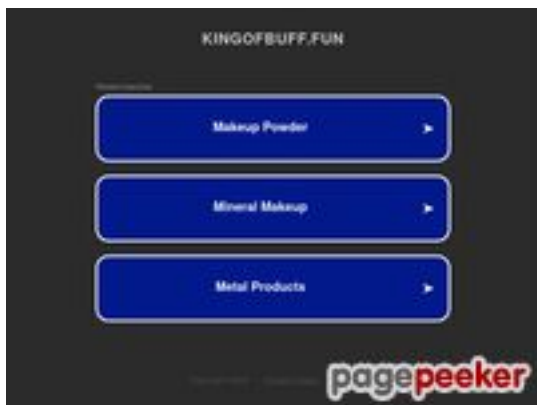 KINGOFBUFF.FUN
Makeup Powder
Mineral Makeup
Metal Products
pagepeeker